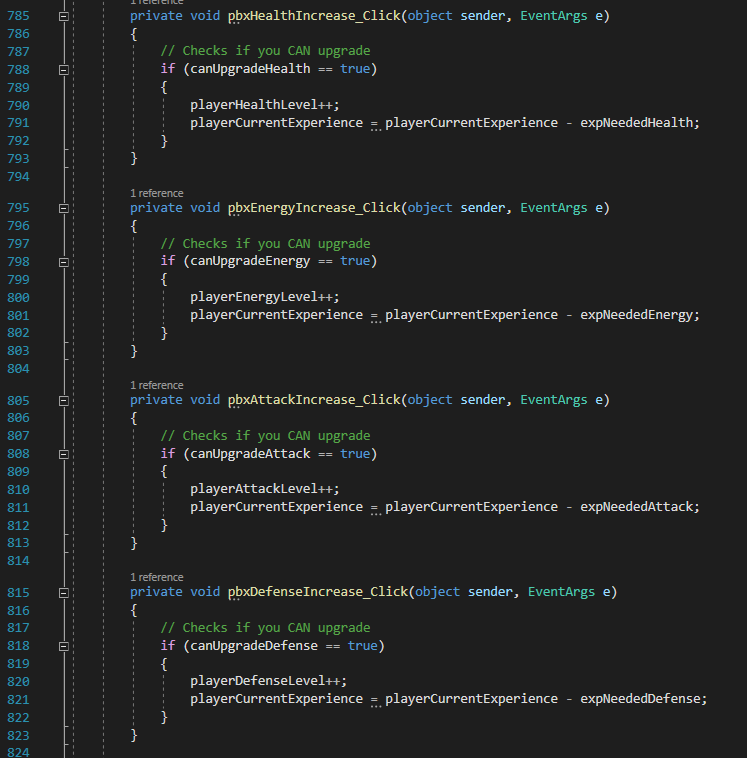 1 reference
785 private void pbxHealthIncrease_Click(object sender, EventArgs e)
786 {
787 // Checks if you CAN upgrade
788 if (canUpgradeHealth == true)
789 {
790 playerHealthLevel++;
791 playerCurrentExperience = playerCurrentExperience - expNeededHealth;
792 }
793 }
794
1 reference
795 private void pbxEnergyIncrease_Click(object sender, EventArgs e)
796 {
797 // Checks if you CAN upgrade
798 if (canUpgradeEnergy == true)
799 {
800 playerEnergyLevel++;
801 playerCurrentExperience = playerCurrentExperience - expNeededEnergy;
802 }
803 }
804
1 reference
805 private void pbxAttackIncrease_Click(object sender, EventArgs e)
806 {
807 // Checks if you CAN upgrade
808 if (canUpgradeAttack == true)
809 {
810 playerAttackLevel++;
811 playerCurrentExperience = playerCurrentExperience - expNeededAttack;
812 }
813 }
814
1 reference
815 private void pbxDefenseIncrease_Click(object sender, EventArgs e)
816 {
817 // Checks if you CAN upgrade
818 if (canUpgradeDefense == true)
819 {
820 playerDefenseLevel++;
821 playerCurrentExperience = playerCurrentExperience - expNeededDefense;
822 }
823 }
824